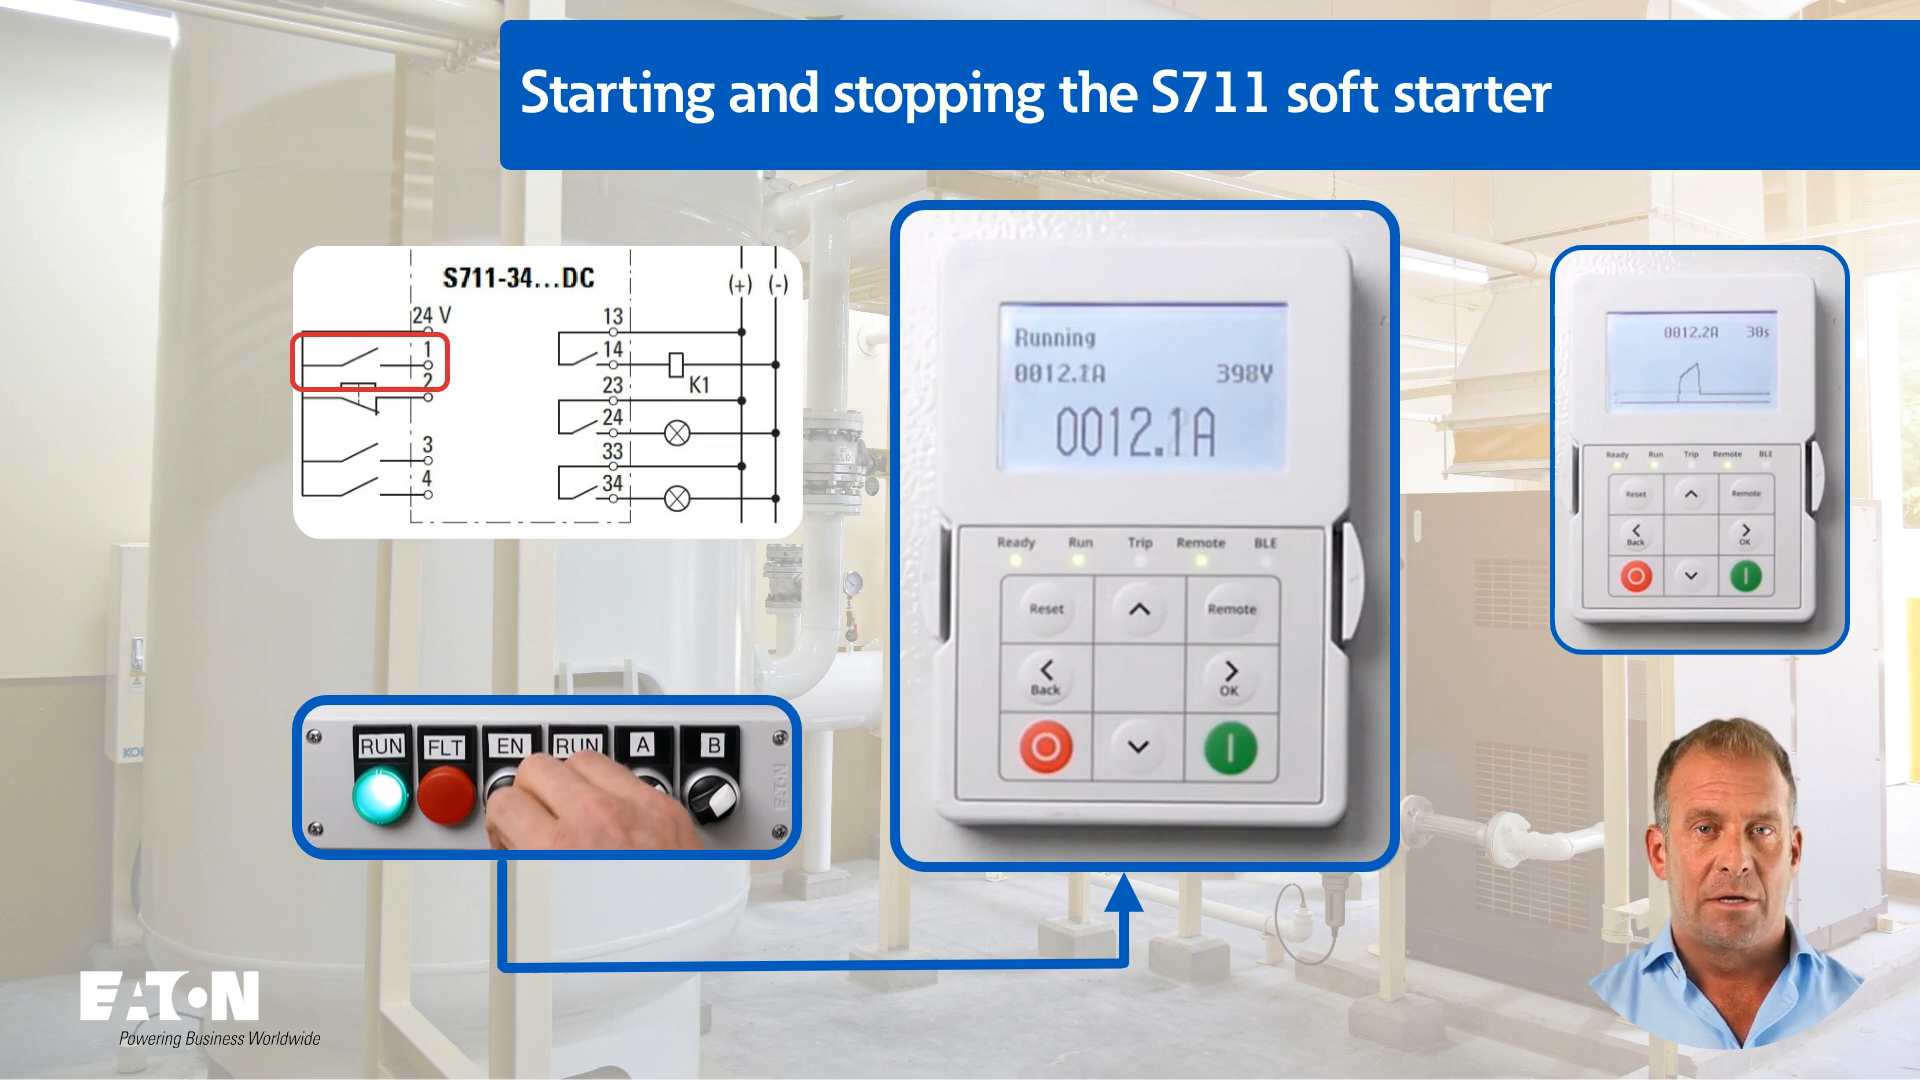 Starting and stopping the S711 soft starter
S711-34...DC
(+) (-)
24 V
1
2
3
4
13
14
23
24
33
34
K1
Running
0012.1A 398V
0012.1A
Ready Run Trip Remote BLE
Reset
Remote
Back
OK
0012.2A 30s
Ready Run Trip Remote BLE
Reset
Remote
Back
OK
RUN FLT EN RUN A B
EATON
EATON
Powering Business Worldwide